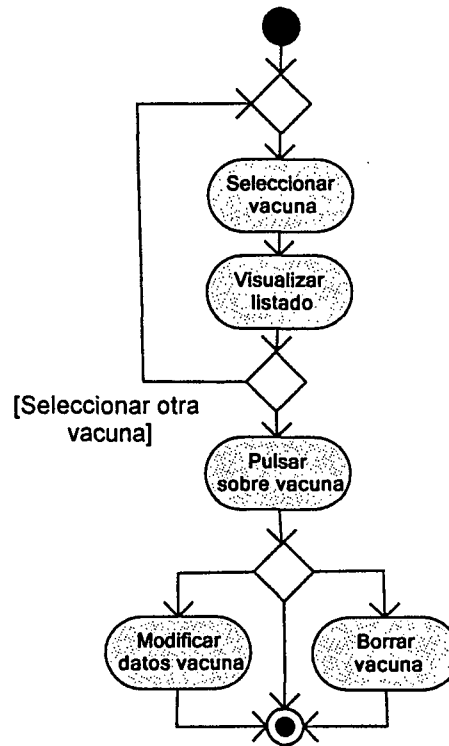 Seleccionar
vacuna
Visualizar
listado
[Seleccionar otra
vacuna]
Pulsar
sobre vacuna
Modificar
datos vacuna
Borrar
vacuna